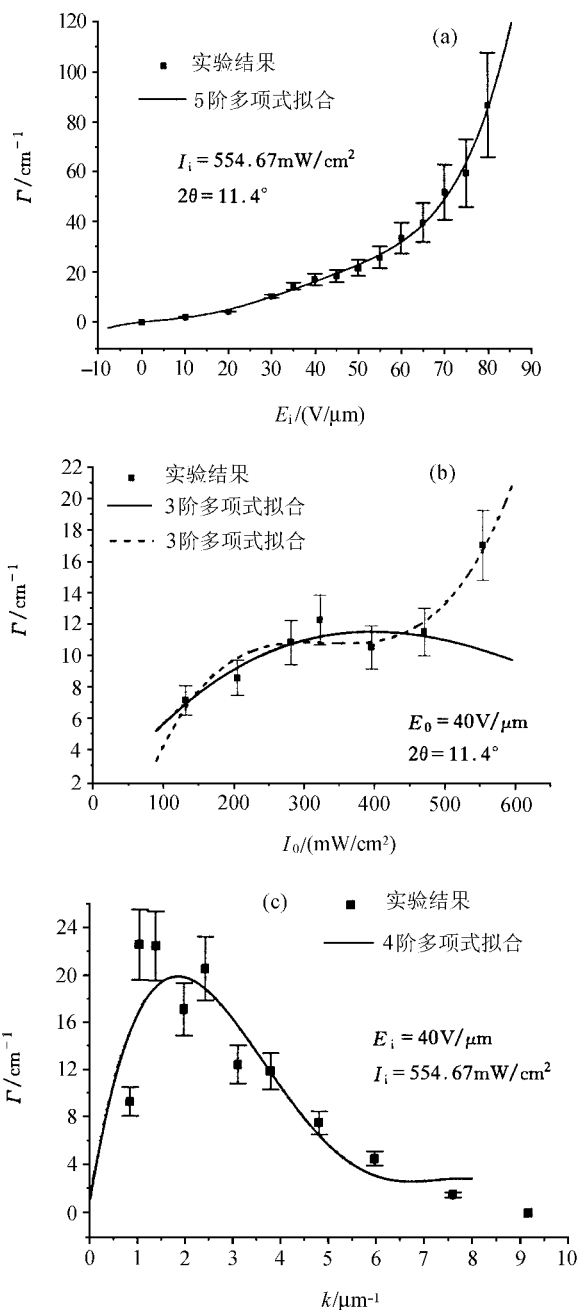 (a)
120
100
80
60
40
20
0
Γ/cm⁻¹
实验结果
5阶多项式拟合
I_i = 554.67mW/cm²
2θ = 11.4°
−10 0 10 20 30 40 50 60 70 80 90
E_i/(V/μm)
(b)
22
20
18
16
14
12
10
8
6
4
2
Γ/cm⁻¹
实验结果
3阶多项式拟合
3阶多项式拟合
E₀ = 40V/μm
2θ = 11.4°
0 100 200 300 400 500 600
I₀/(mW/cm²)
(c)
24
20
16
12
8
4
0
Γ/cm⁻¹
实验结果
4阶多项式拟合
E_i = 40V/μm
I_i = 554.67mW/cm²
0 1 2 3 4 5 6 7 8 9 10
k/μm⁻¹